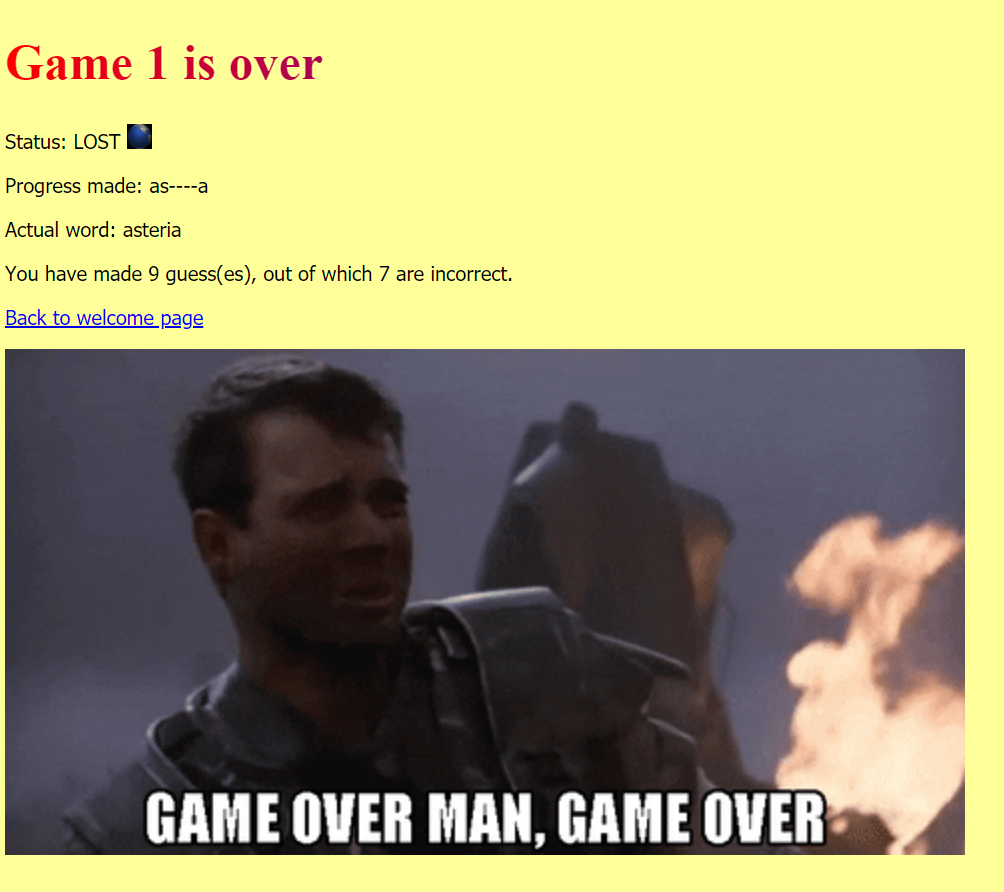 Game 1 is over
Status: LOST
Progress made: as----a
Actual word: asteria
You have made 9 guess(es), out of which 7 are incorrect.
Back to welcome page
GAME OVER MAN, GAME OVER